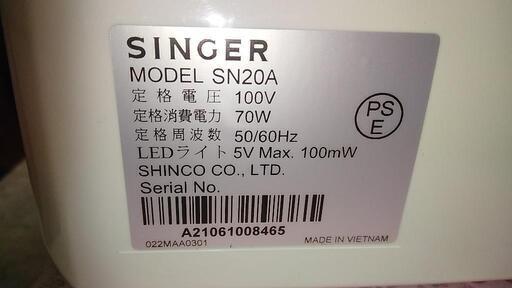 SINGER
MODEL SN20A
定格電圧 100V
定格消費電力 70W
定格周波数 50/60Hz
LEDライト 5V Max. 100mW
SHINCO CO., LTD.
Serial No.
PS
E
A21061008465
022MAA0301
MADE IN VIETNAM